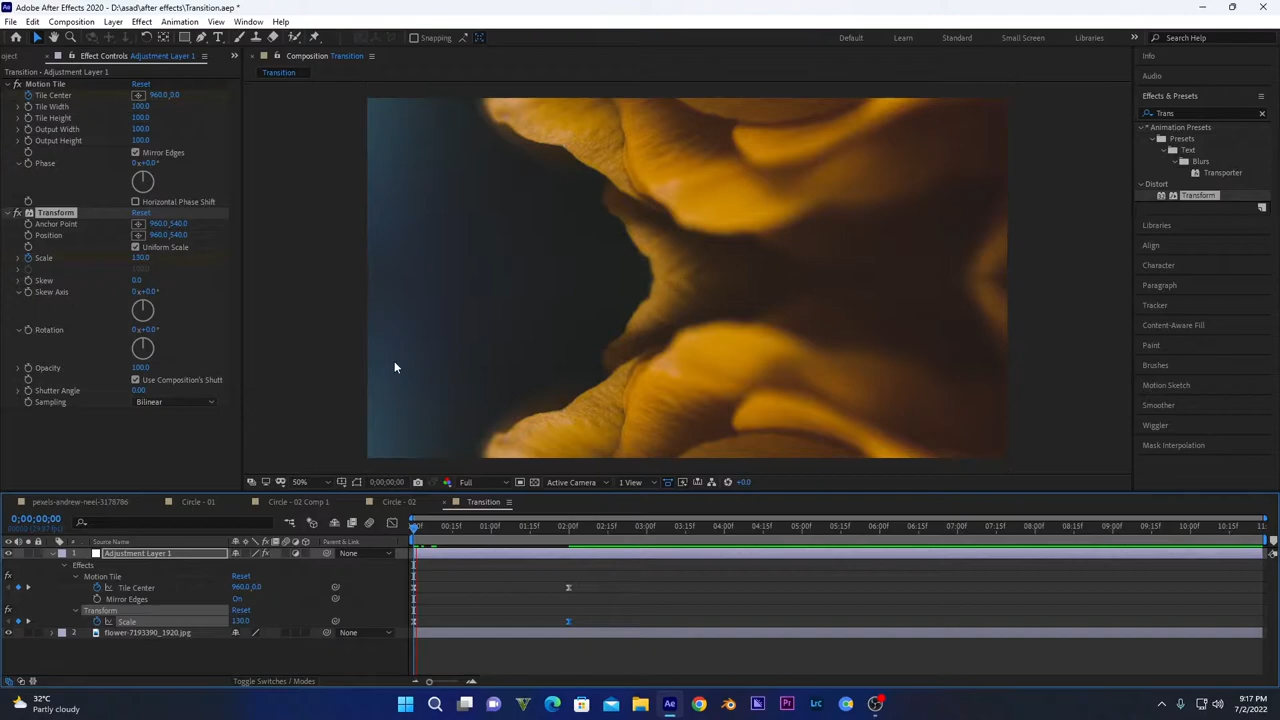 Adobe After Effects 2020 - D:\asad\after effects\Transition.aep *
File Edit Composition Layer Effect Animation View Window Help
Snapping Default Learn Standard Small Screen Libraries Search Help
oject Effect Controls Adjustment Layer 1
Transition • Adjustment Layer 1
Motion Tile Reset
Tile Center 960.0,0.0
Tile Width 100.0
Tile Height 100.0
Output Width 100.0
Output Height 100.0
Mirror Edges
Phase 0x+0.0°
Horizontal Phase Shift
Transform Reset
Anchor Point 960.0,540.0
Position 960.0,540.0
Uniform Scale
Scale 130.0
100.0
Skew 0.0
Skew Axis 0x+0.0°
Rotation 0x+0.0°
Opacity 100.0
Use Composition's Shutt
Shutter Angle 0.00
Sampling Bilinear
Composition Transition
Transition
50% 0;00;00;00 Full Active Camera 1 View +0.0
Info
Audio
Effects & Presets
Trans
* Animation Presets
Presets
Text
Blurs
Transporter
Distort
Transform
Libraries
Align
Character
Paragraph
Tracker
Content-Aware Fill
Paint
Brushes
Motion Sketch
Smoother
Wiggler
Mask Interpolation
pexels-andrew-neel-3178786 Circle - 01 Circle - 02 Comp 1 Circle - 02 Transition
0;00;00;00
:00f 00:15f 01:00f 01:15f 02:00f 02:15f 03:00f 03:15f 04:00f 04:15f 05:00f 05:15f 06:00f 06:15f 07:00f 07:15f 08:00f 08:15f 09:00f 09:15f 10:00f 10:15f 11:
# Source Name Parent & Link
1 Adjustment Layer 1 None
Effects
Motion Tile Reset
Tile Center 960.0,0.0
Mirror Edges On
Transform Reset
Scale 130.0
2 flower-7193390_1920.jpg None
Toggle Switches / Modes
32°C
Partly cloudy
9:17 PM
7/2/2022